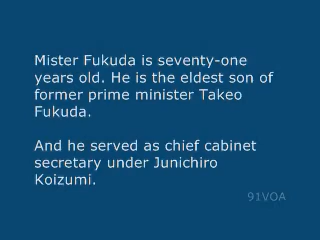 Mister Fukuda is seventy-one
years old. He is the eldest son of
former prime minister Takeo
Fukuda.
And he served as chief cabinet
secretary under Junichiro
Koizumi.
91VOA